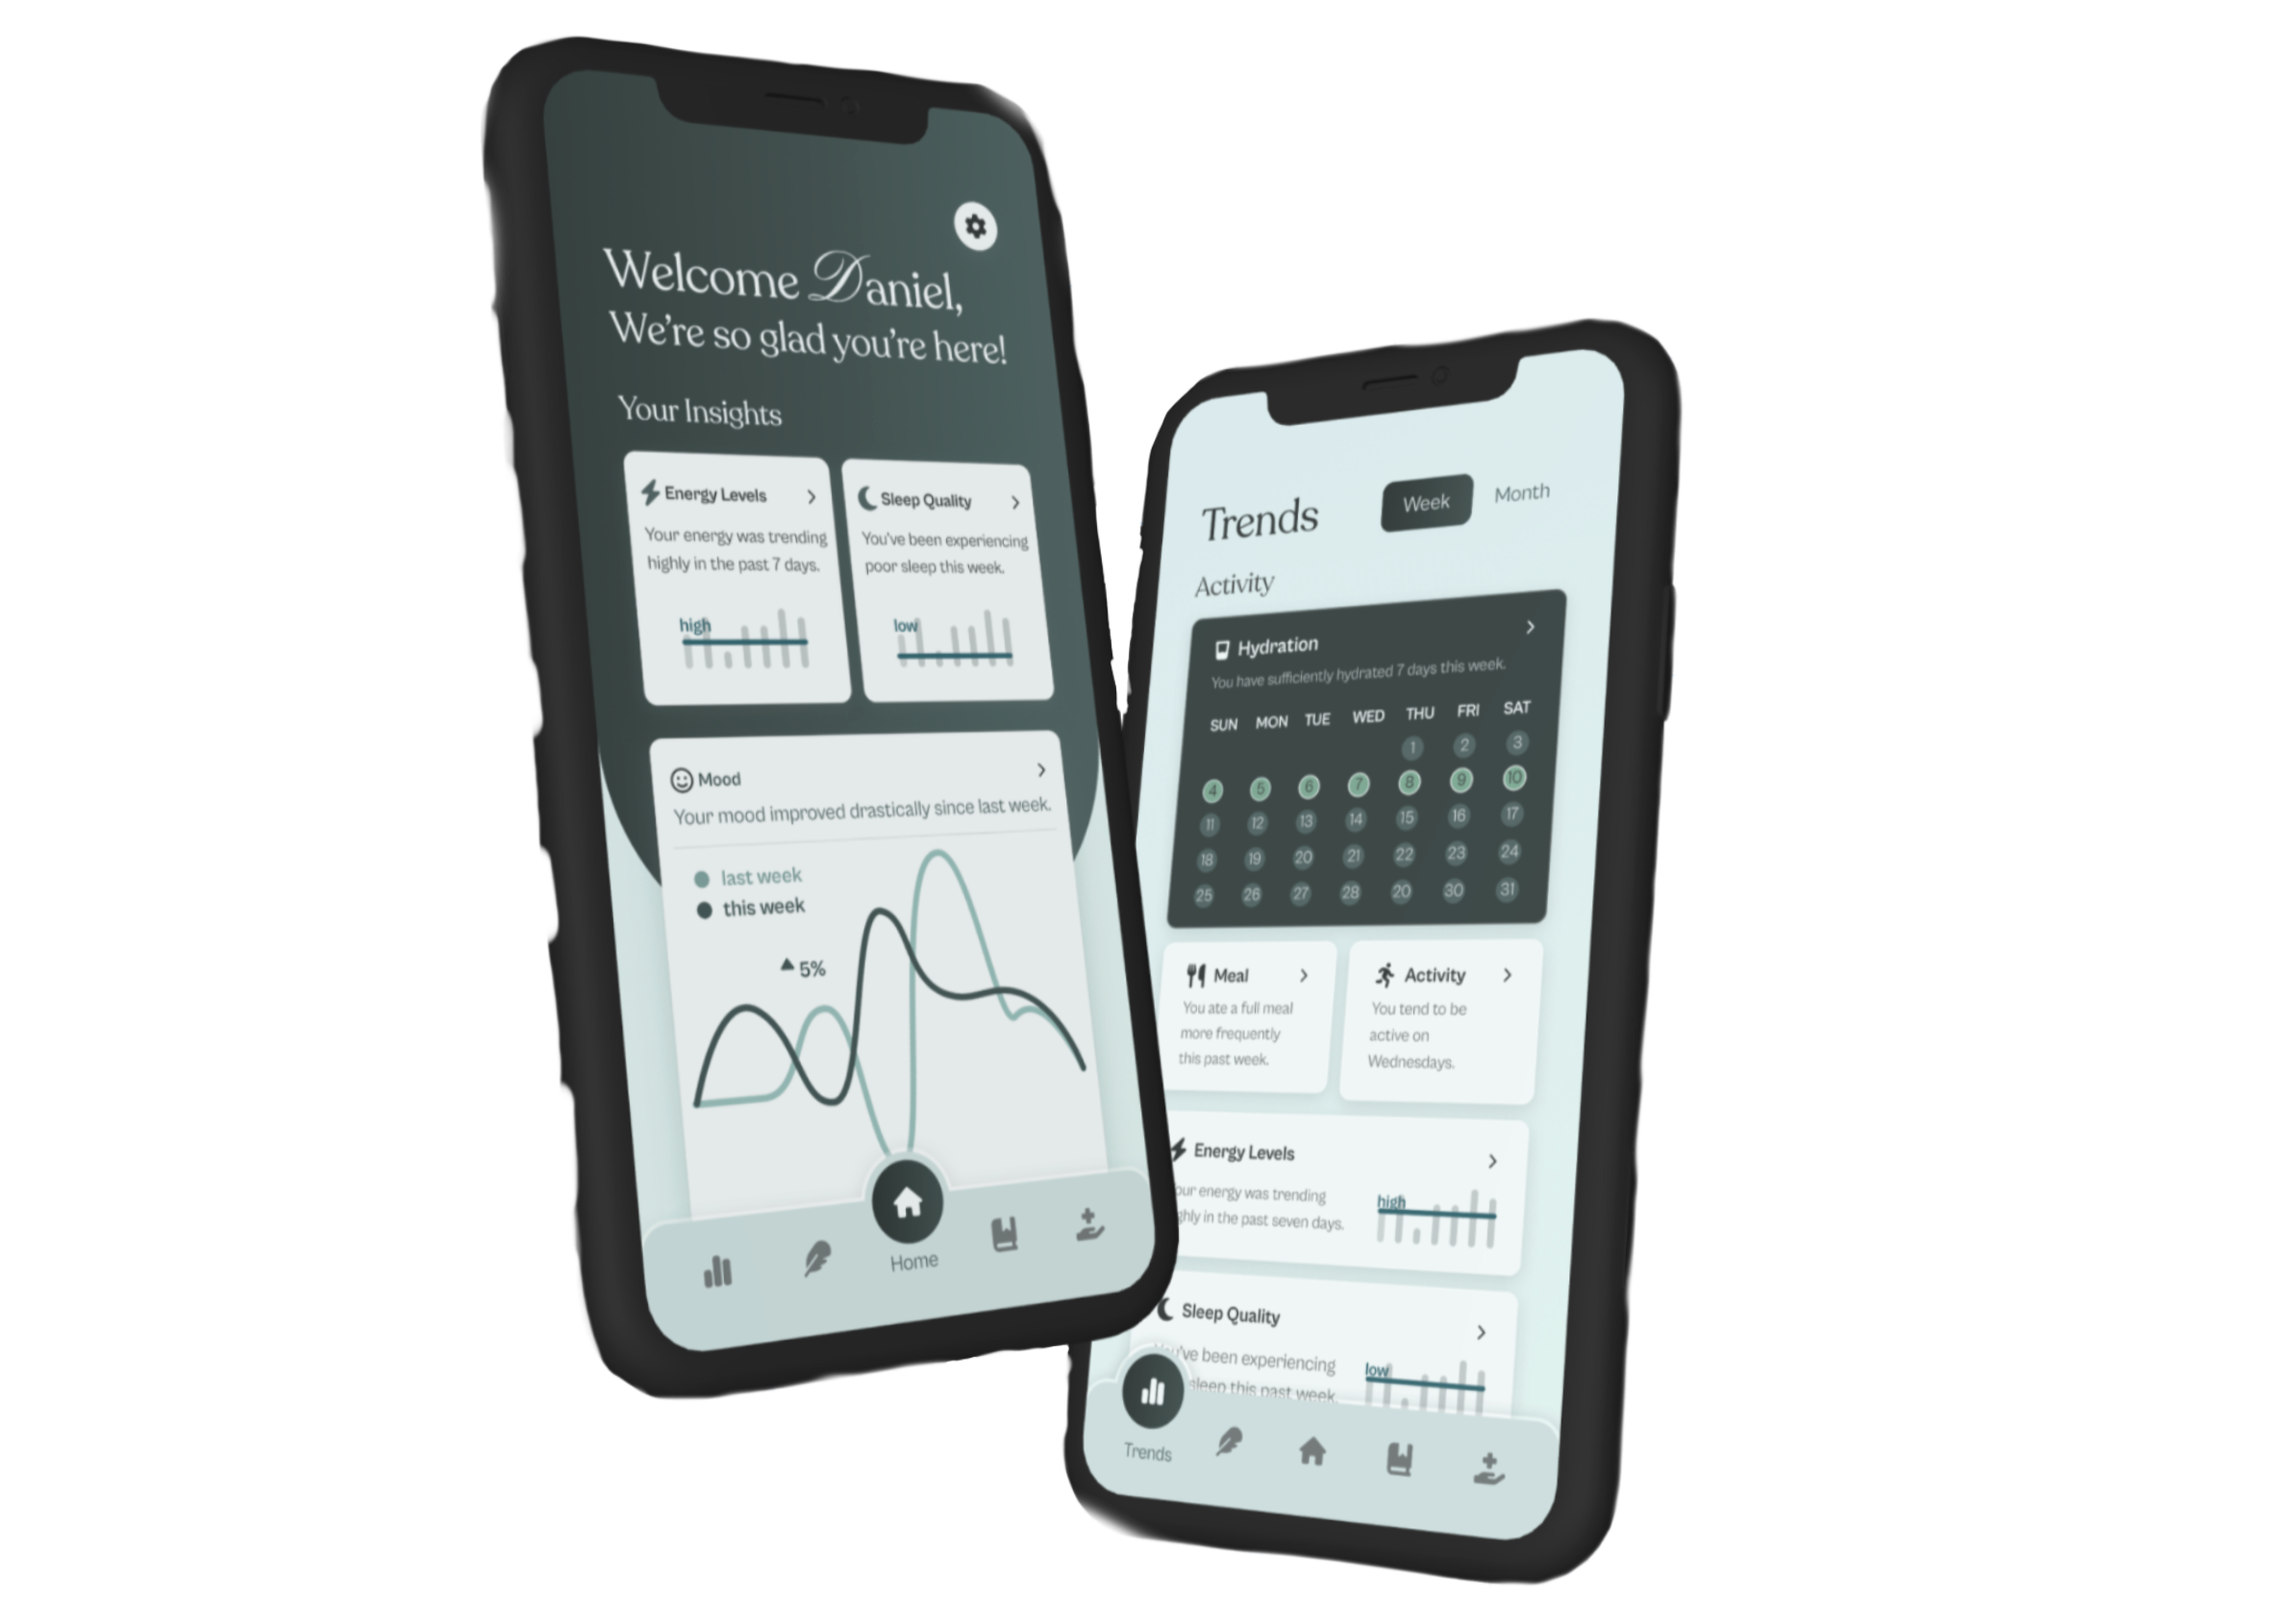 Welcome Daniel,
We're so glad you're here!
Your Insights
Energy Levels
Your energy was trending
highly in the past 7 days.
high
Sleep Quality
You've been experiencing
poor sleep this week.
low
Mood
Your mood improved drastically since last week.
last week
this week
5%
Home
Trends
Week
Month
Activity
Hydration
You have sufficiently hydrated 7 days this week.
SUN MON TUE WED THU FRI SAT
1 2 3
4 5 6 7 8 9 10
11 12 13 14 15 16 17
18 19 20 21 22 23 24
25 26 27 28 20 30 31
Meal
You ate a full meal
more frequently
this past week.
Activity
You tend to be
active on
Wednesdays.
Energy Levels
energy was trending
in the past seven days.
high
Sleep Quality
been experiencing
sleep this past week.
low
Trends